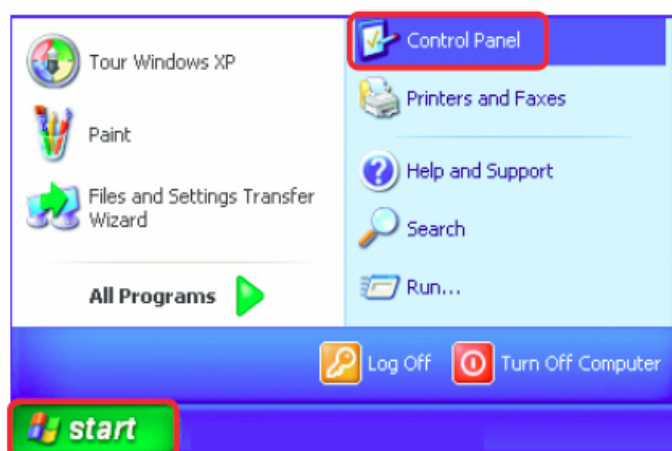 Tour Windows XP
Paint
Files and Settings Transfer
Wizard
All Programs
Control Panel
Printers and Faxes
Help and Support
Search
Run...
Log Off
Turn Off Computer
start